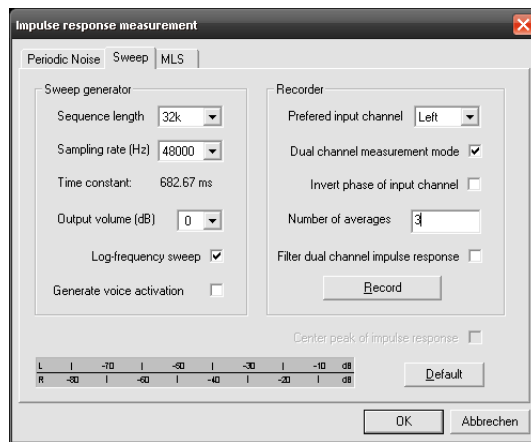 Impulse response measurement
Periodic Noise Sweep MLS
Sweep generator
Sequence length 32k
Sampling rate (Hz) 48000
Time constant: 682.67 ms
Output volume (dB) 0
Log-frequency sweep
Generate voice activation
Recorder
Prefered input channel Left
Dual channel measurement mode
Invert phase of input channel
Number of averages 3
Filter dual channel impulse response
Record
Center peak of impulse response
L | -70 | -50 | -30 | -10 dB
R -80 | -60 | -40 | -20 | dB
Default
OK Abbrechen